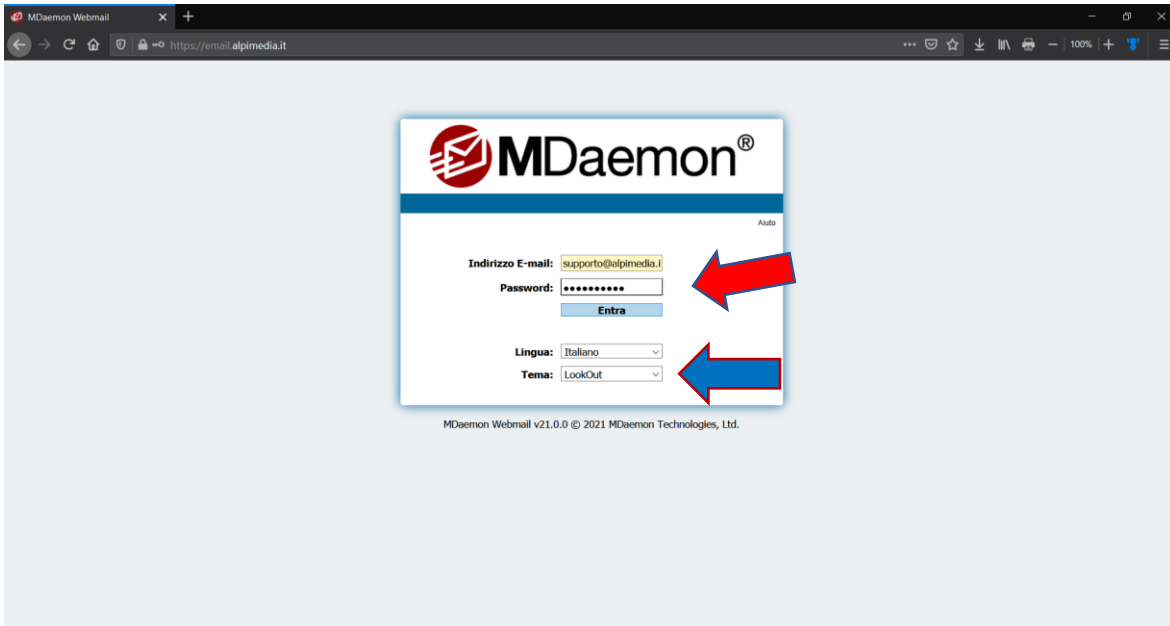 MDaemon Webmail
https://email.alpimedia.it
100%
MDaemon®
Aiuto
Indirizzo E-mail: supporto@alpimedia.i
Password: ●●●●●●●●●●
Entra
Lingua: Italiano
Tema: LookOut
MDaemon Webmail v21.0.0 © 2021 MDaemon Technologies, Ltd.